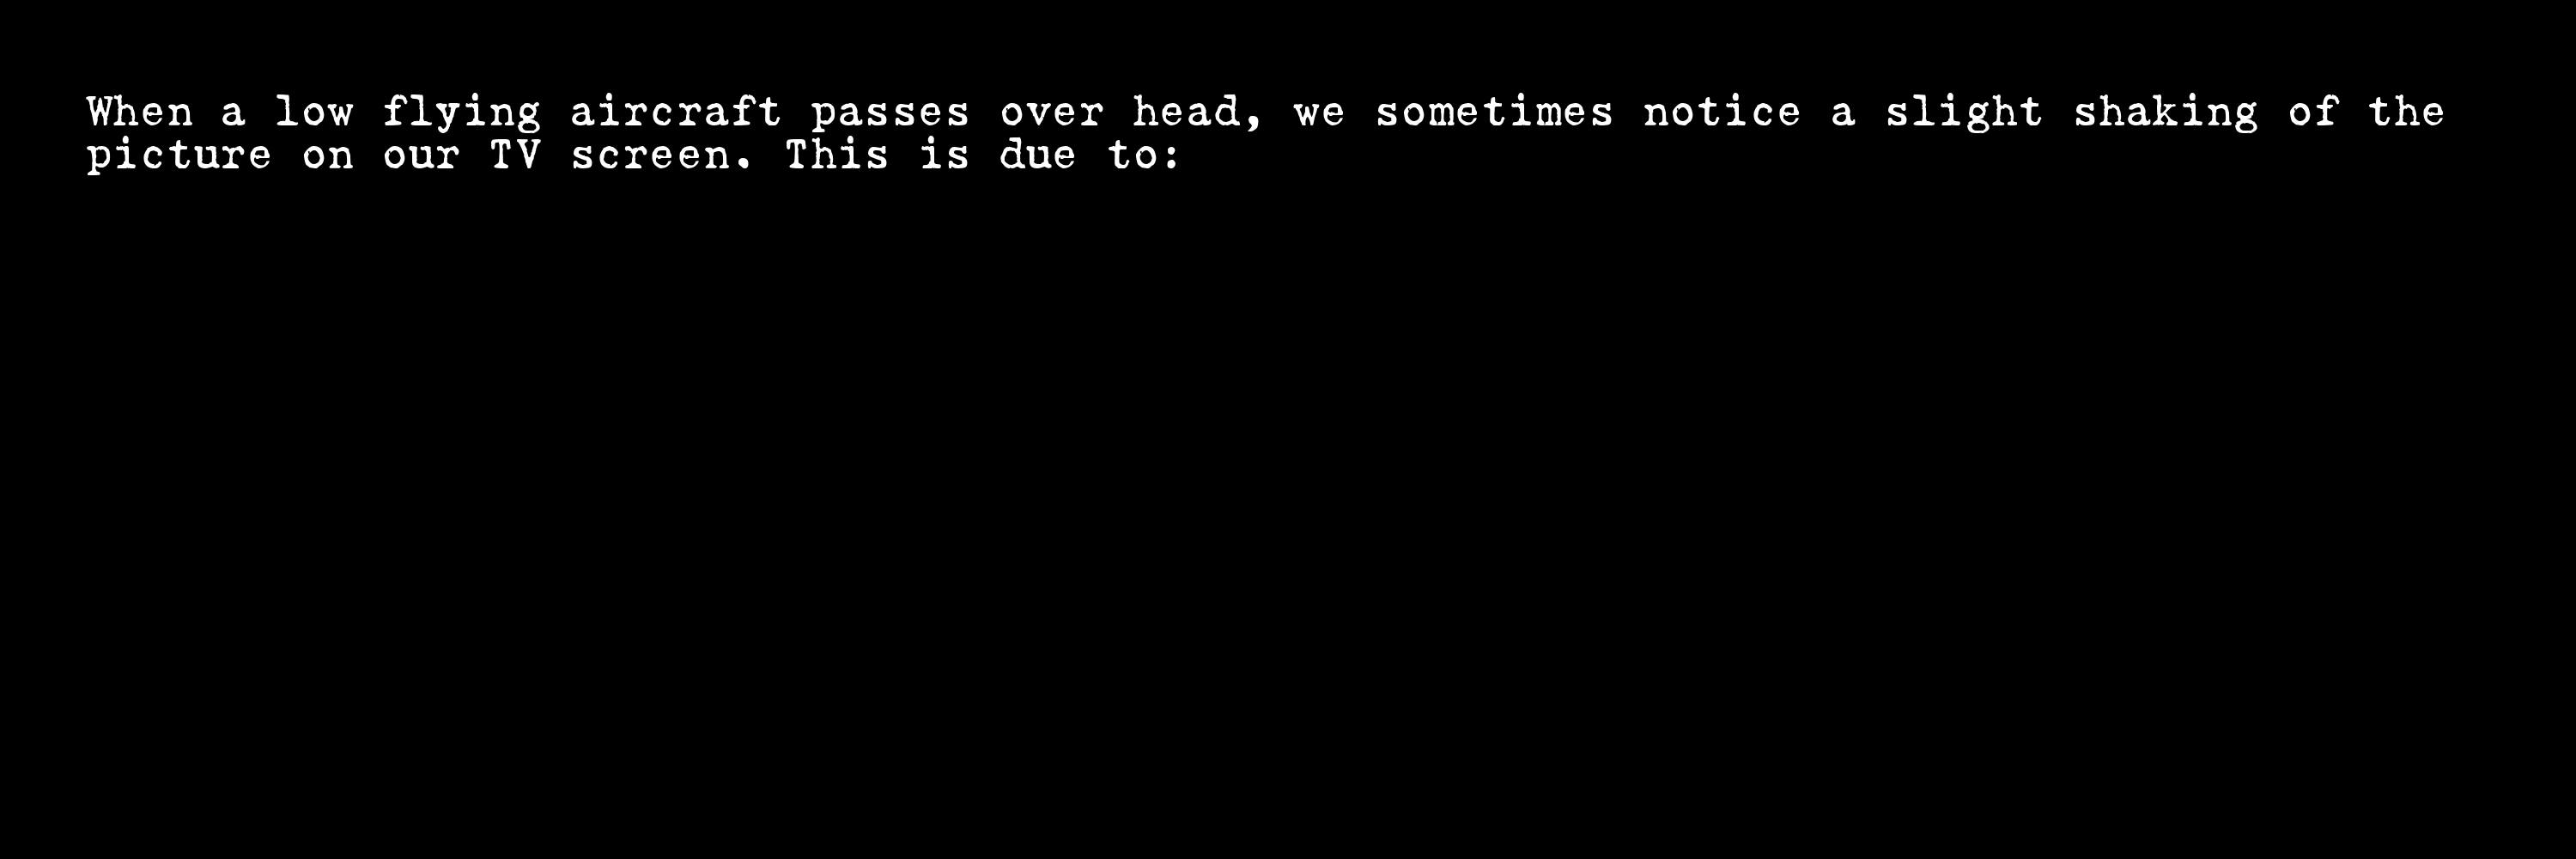 When a low flying aircraft passes over head, we sometimes notice a slight shaking of the
picture on our TV screen. This is due to: